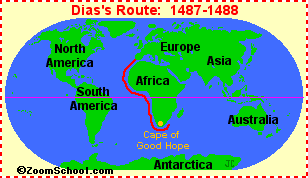 Dias's Route: 1487-1488
North
America
Europe
Asia
Africa
South
America
Australia
Cape of
Good Hope
Antarctica
JC
©ZoomSchool.com